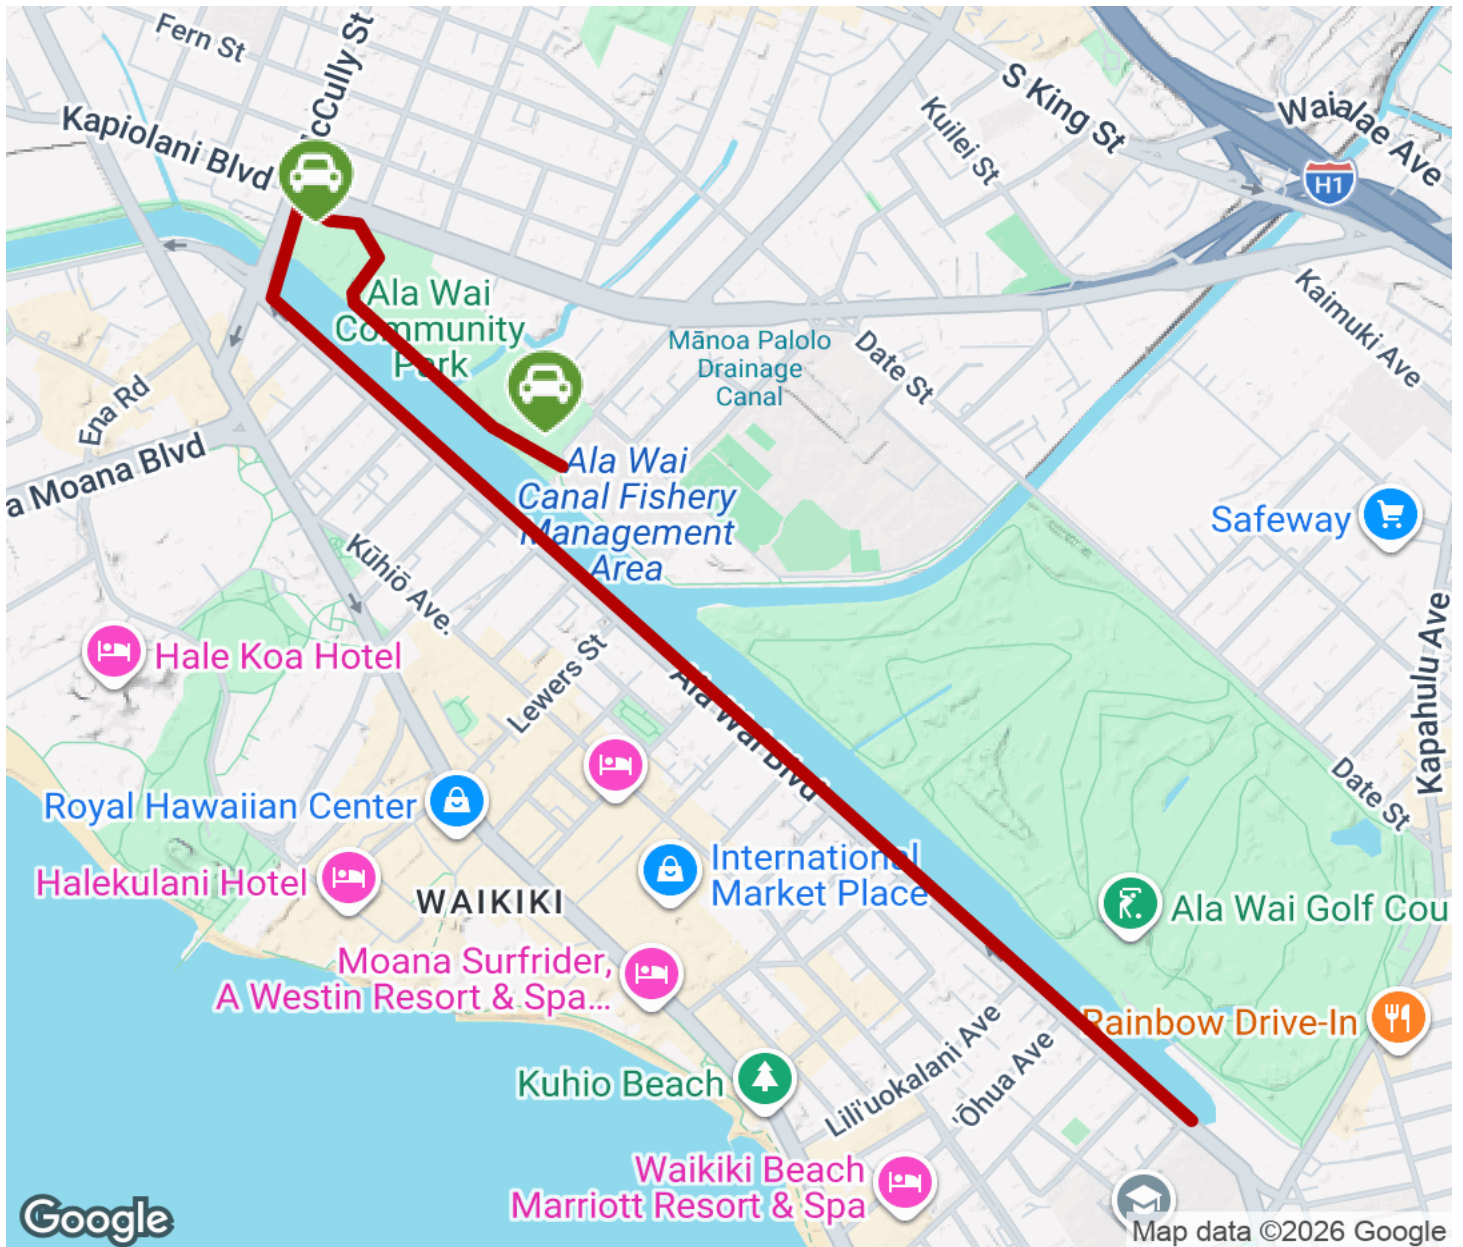 Fern St
McCully St
S King St
Waialae Ave
Kapiolani Blvd
Kuilei St
H1
Kaimuki Ave
Ala Wai
Community
Park
Mānoa Palolo
Drainage
Canal
Date St
Ena Rd
a Moana Blvd
Ala Wai
Canal Fishery
Management
Area
Safeway
Kūhiō Ave.
Kapahulu Ave
Hale Koa Hotel
Lewers St
Ala Wai Blvd
Date St
Royal Hawaiian Center
International
Market Place
Halekulani Hotel
WAIKIKI
Ala Wai Golf Cou
Moana Surfrider,
A Westin Resort & Spa...
Rainbow Drive-In
Kuhio Beach
Lili'uokalani Ave
'Ōhua Ave
Waikiki Beach
Marriott Resort & Spa
Google
Map data ©2026 Google